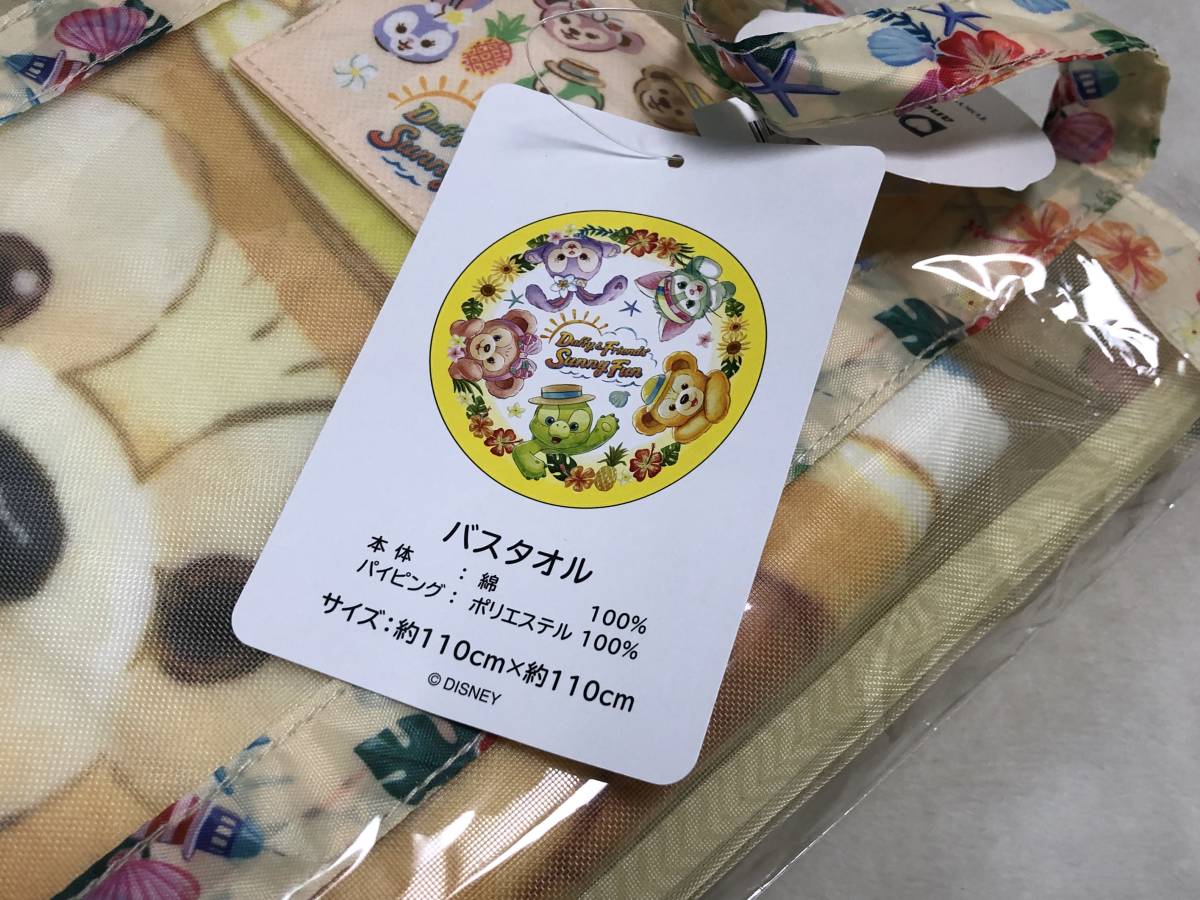 Duffy
Sunny
Duffy & Friends'
Sunny Fun
バスタオル
本 体 : 綿 100%
パイピング : ポリエステル 100%
サイズ:約110cm×約110cm
© DISNEY